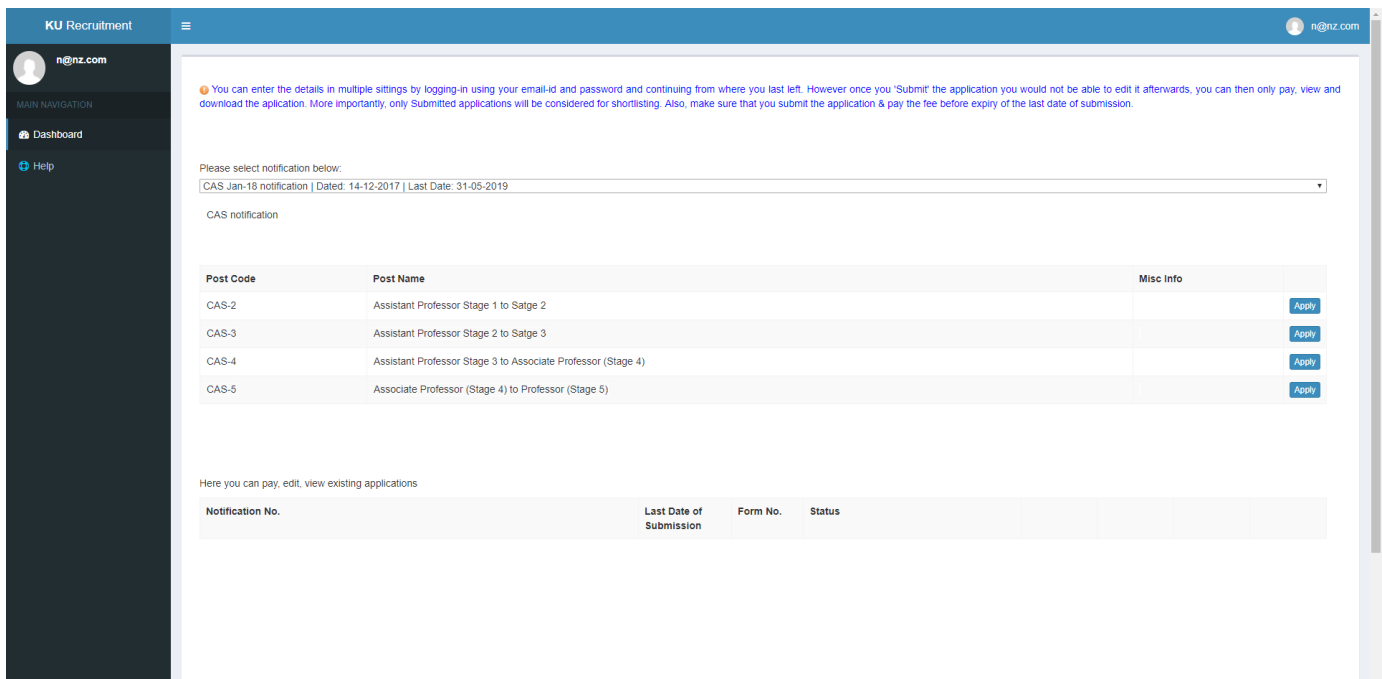 KU Recruitment
n@nz.com
n@nz.com
MAIN NAVIGATION
Dashboard
Help
You can enter the details in multiple sittings by logging-in using your email-id and password and continuing from where you last left. However once you 'Submit' the application you would not be able to edit it afterwards, you can then only pay, view and
download the aplication. More importantly, only Submitted applications will be considered for shortlisting. Also, make sure that you submit the application & pay the fee before expiry of the last date of submission.
Please select notification below:
CAS Jan-18 notification | Dated: 14-12-2017 | Last Date: 31-05-2019
CAS notification
Post Code Post Name Misc Info
CAS-2 Assistant Professor Stage 1 to Satge 2 Apply
CAS-3 Assistant Professor Stage 2 to Satge 3 Apply
CAS-4 Assistant Professor Stage 3 to Associate Professor (Stage 4) Apply
CAS-5 Associate Professor (Stage 4) to Professor (Stage 5) Apply
Here you can pay, edit, view existing applications
Notification No. Last Date of Form No. Status
Submission